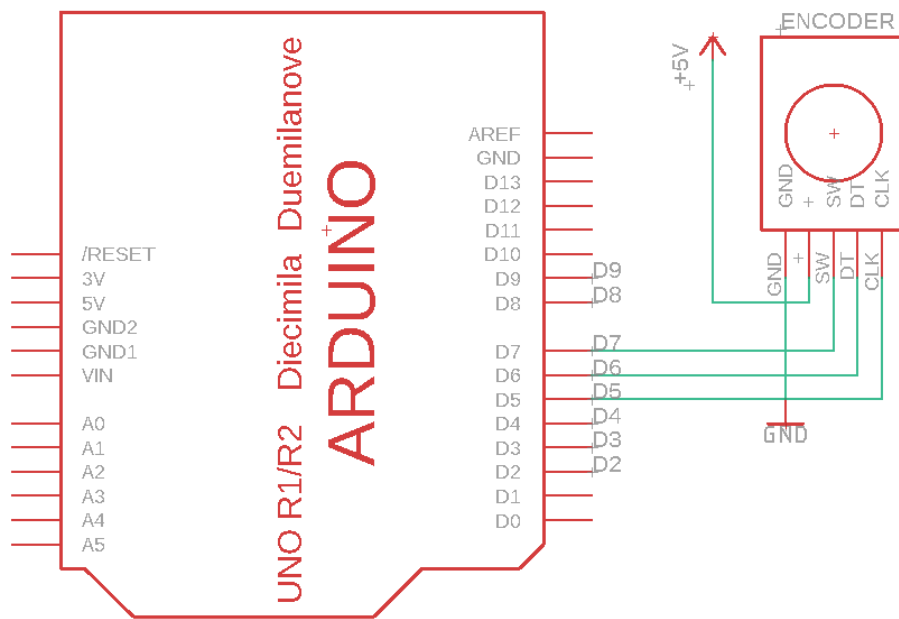 ENCODER
+5V
GND
+
SW
DT
CLK
GND
+
SW
DT
CLK
GND
UNO R1/R2 Diecimila Duemilanove
ARDUINO
/RESET
3V
5V
GND2
GND1
VIN
A0
A1
A2
A3
A4
A5
AREF
GND
D13
D12
D11
D10
D9
D8
D7
D6
D5
D4
D3
D2
D1
D0
D9
D8
D7
D6
D5
D4
D3
D2